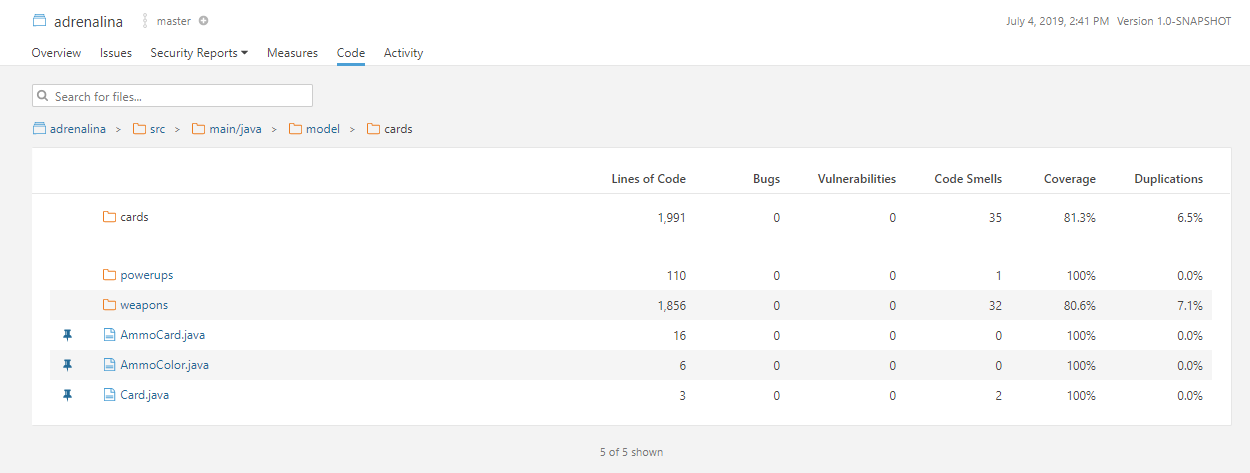 adrenalina master July 4, 2019, 2:41 PM Version 1.0-SNAPSHOT
Overview Issues Security Reports Measures Code Activity
Search for files...
adrenalina > src > main/java > model > cards
Lines of Code Bugs Vulnerabilities Code Smells Coverage Duplications
cards 1,991 0 0 35 81.3% 6.5%
powerups 110 0 0 1 100% 0.0%
weapons 1,856 0 0 32 80.6% 7.1%
AmmoCard.java 16 0 0 0 100% 0.0%
AmmoColor.java 6 0 0 0 100% 0.0%
Card.java 3 0 0 2 100% 0.0%
5 of 5 shown